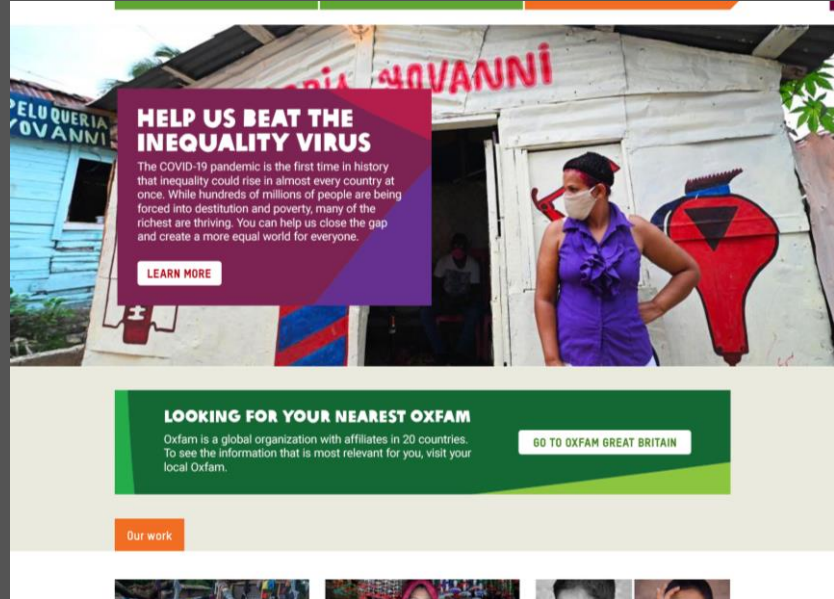 YOVANNI
PELUQUERIA
YOVANNI
HELP US BEAT THE
INEQUALITY VIRUS
The COVID-19 pandemic is the first time in history
that inequality could rise in almost every country at
once. While hundreds of millions of people are being
forced into destitution and poverty, many of the
richest are thriving. You can help us close the gap
and create a more equal world for everyone.
LEARN MORE
LOOKING FOR YOUR NEAREST OXFAM
Oxfam is a global organization with affiliates in 20 countries.
To see the information that is most relevant for you, visit your
local Oxfam.
GO TO OXFAM GREAT BRITAIN
Our work